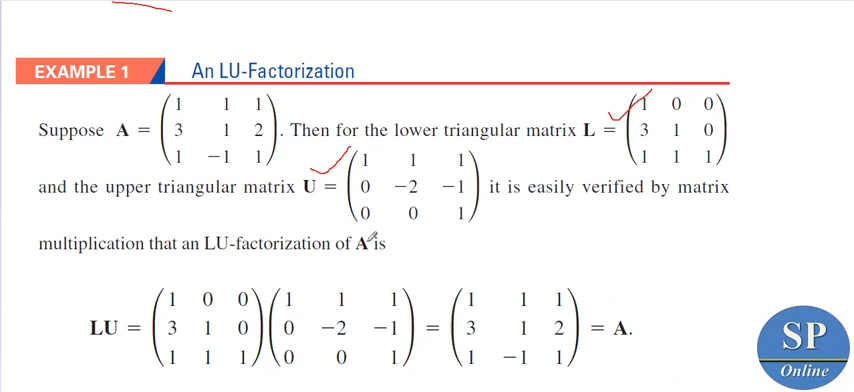 EXAMPLE 1 An LU-Factorization
Suppose A = ( 1 1 1 ; 3 1 2 ; 1 −1 1 ). Then for the lower triangular matrix L = ( 1 0 0 ; 3 1 0 ; 1 1 1 )
and the upper triangular matrix U = ( 1 1 1 ; 0 −2 −1 ; 0 0 1 ) it is easily verified by matrix
multiplication that an LU-factorization of A is
LU = ( 1 0 0 ; 3 1 0 ; 1 1 1 ) ( 1 1 1 ; 0 −2 −1 ; 0 0 1 ) = ( 1 1 1 ; 3 1 2 ; 1 −1 1 ) = A.
SP
Online